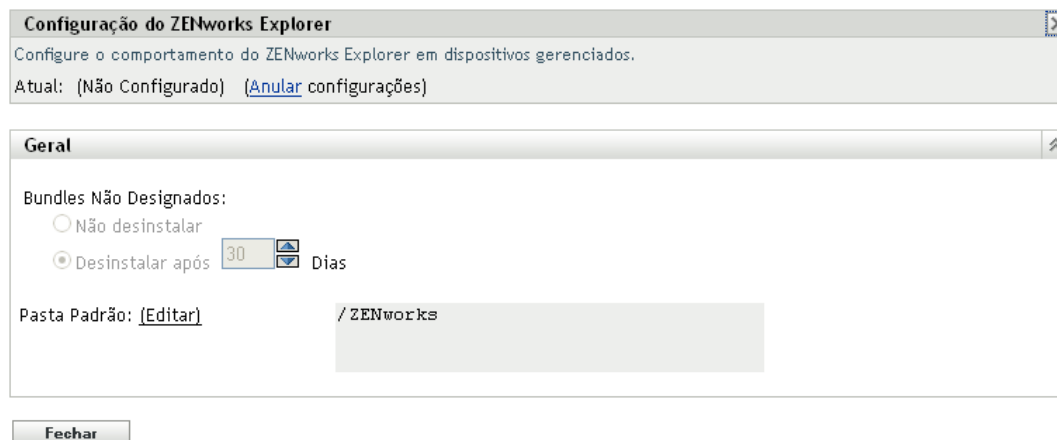 Configuração do ZENworks Explorer
Configure o comportamento do ZENworks Explorer em dispositivos gerenciados.
Atual: (Não Configurado) (Anular configurações)
Geral
Bundles Não Designados:
Não desinstalar
Desinstalar após 30 Dias
Pasta Padrão: (Editar) /ZENworks
Fechar